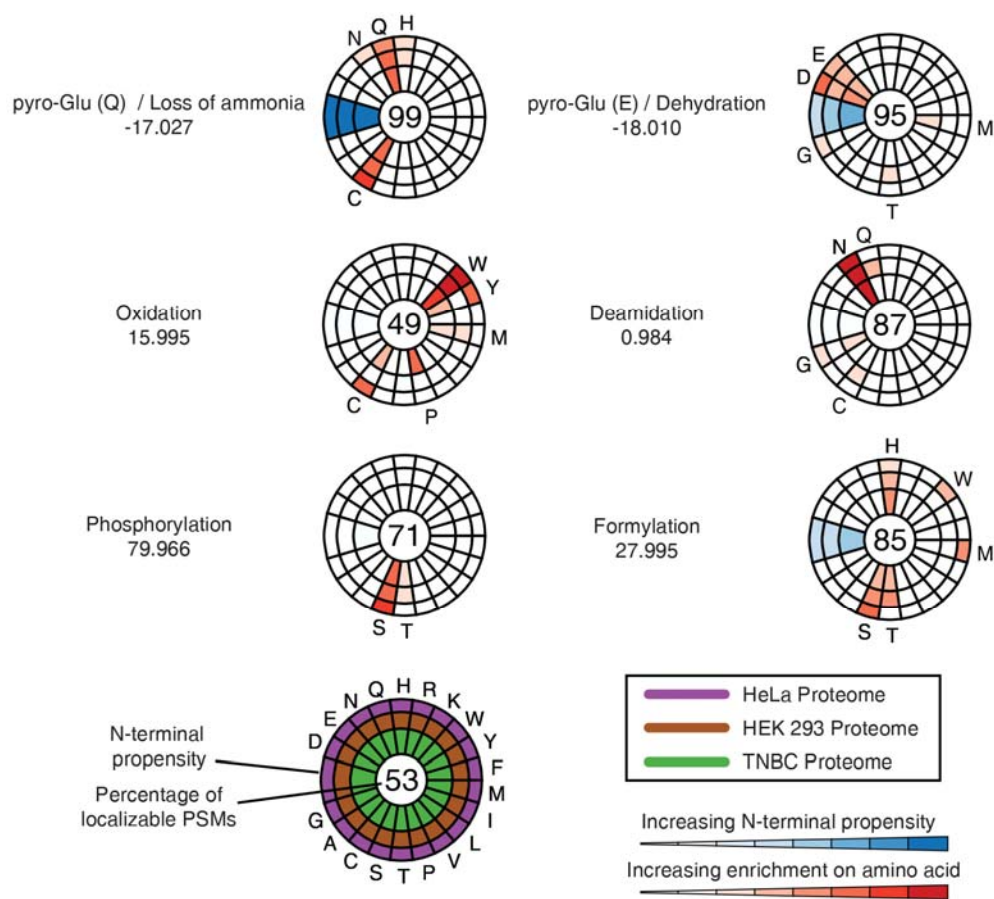 N Q H
pyro-Glu (Q) / Loss of ammonia
-17.027
99
C
E
D
pyro-Glu (E) / Dehydration
-18.010
95
M
G
T
W
Y
Oxidation
15.995
49
M
C
P
N Q
Deamidation
0.984
87
G
C
Phosphorylation
79.966
71
S T
H
W
Formylation
27.995
85
M
S T
N-terminal
propensity
Percentage of
localizable PSMs
53
H R K W Y F M I L V P T S C A G D E N Q
HeLa Proteome
HEK 293 Proteome
TNBC Proteome
Increasing N-terminal propensity
Increasing enrichment on amino acid